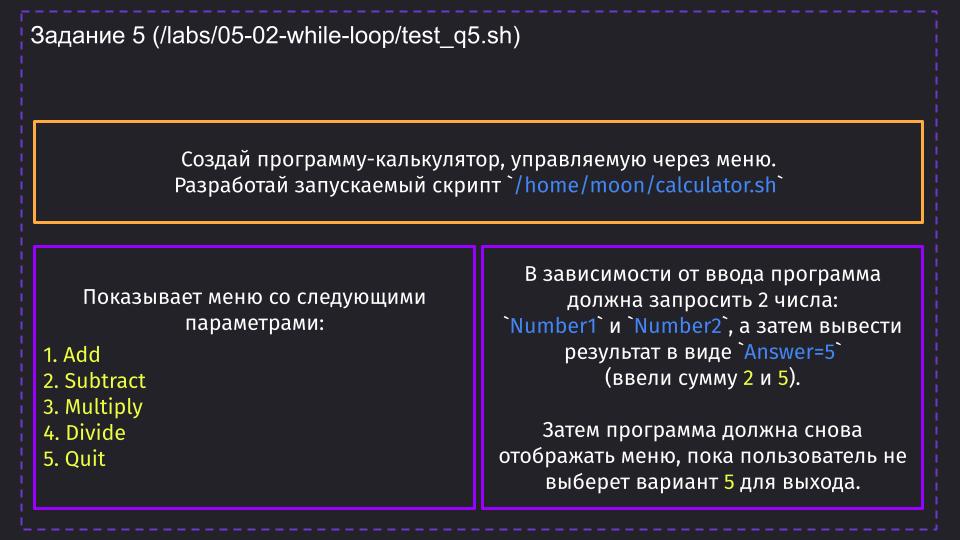 Задание 5 (/labs/05-02-while-loop/test_q5.sh)
Создай программу-калькулятор, управляемую через меню.
Разработай запускаемый скрипт `/home/moon/calculator.sh`
Показывает меню со следующими
параметрами:
1. Add
2. Subtract
3. Multiply
4. Divide
5. Quit
В зависимости от ввода программа
должна запросить 2 числа:
`Number1` и `Number2`, а затем вывести
результат в виде `Answer=5`
(ввели сумму 2 и 5).
Затем программа должна снова
отображать меню, пока пользователь не
выберет вариант 5 для выхода.